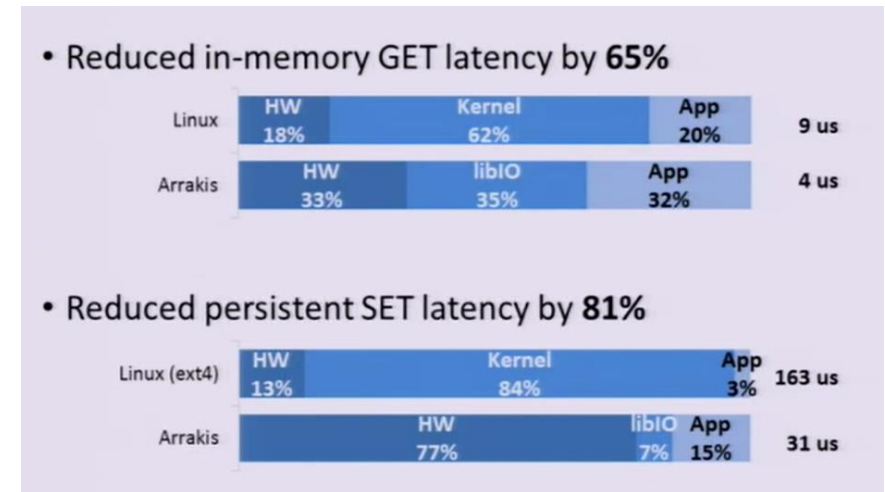 • Reduced in-memory GET latency by 65%
HW Kernel App
Linux 18% 62% 20% 9 us
HW libIO App
Arrakis 33% 35% 32% 4 us
• Reduced persistent SET latency by 81%
HW Kernel App
Linux (ext4) 13% 84% 3% 163 us
HW libIO App
Arrakis 77% 7% 15% 31 us